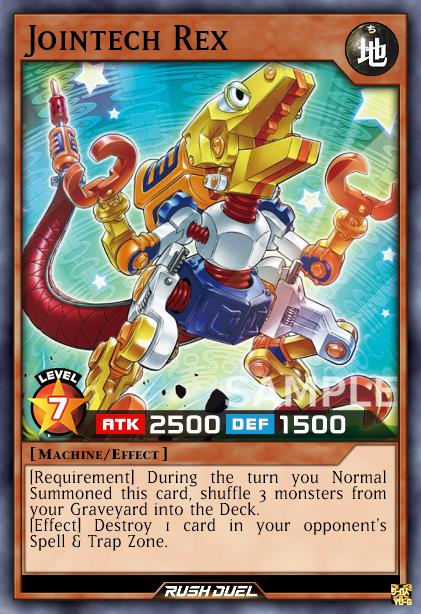 JOINTECH REX
ち
地
SAMPLE
LEVEL
7
ATK 2500 DEF 1500
[MACHINE/EFFECT]
[Requirement] During the turn you Normal
Summoned this card, shuffle 3 monsters from
your Graveyard into the Deck.
[Effect] Destroy 1 card in your opponent's
Spell & Trap Zone.
RUSH DUEL